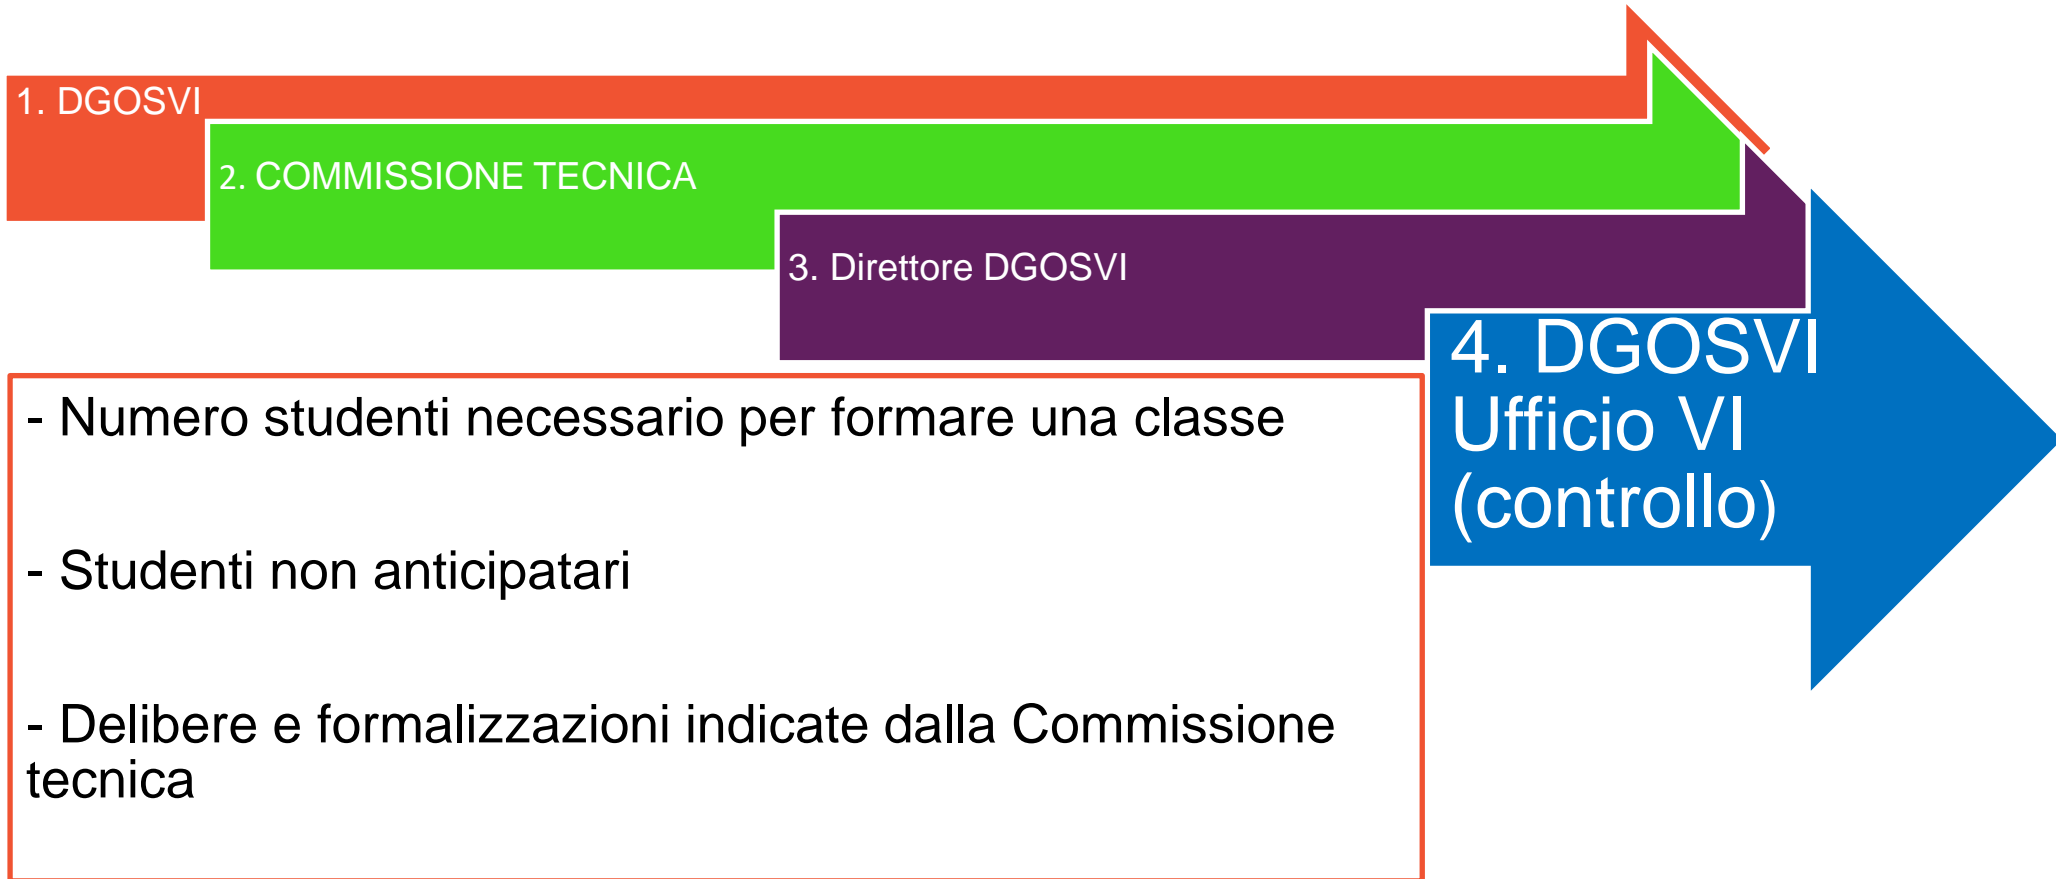 1. DGOSVI
2. COMMISSIONE TECNICA
3. Direttore DGOSVI
4. DGOSVI
Ufficio VI
(controllo)
- Numero studenti necessario per formare una classe
- Studenti non anticipatari
- Delibere e formalizzazioni indicate dalla Commissione
tecnica